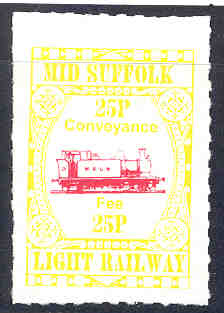 MID SUFFOLK
25P
Conveyance
M.S.L.R.
Fee
25P
LIGHT RAILWAY